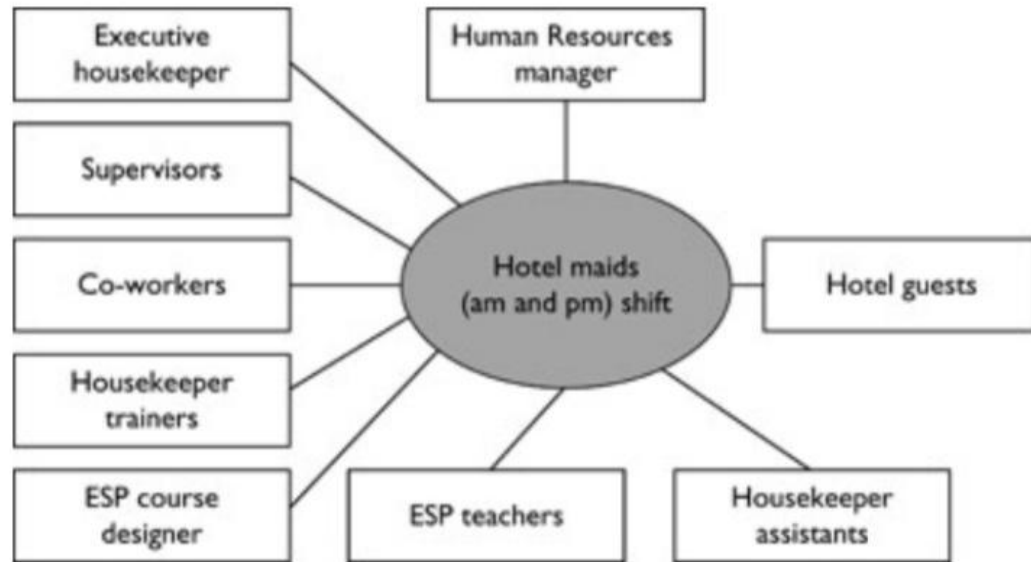 Executive
housekeeper
Human Resources
manager
Supervisors
Co-workers
Hotel maids
(am and pm) shift
Hotel guests
Housekeeper
trainers
ESP course
designer
ESP teachers
Housekeeper
assistants